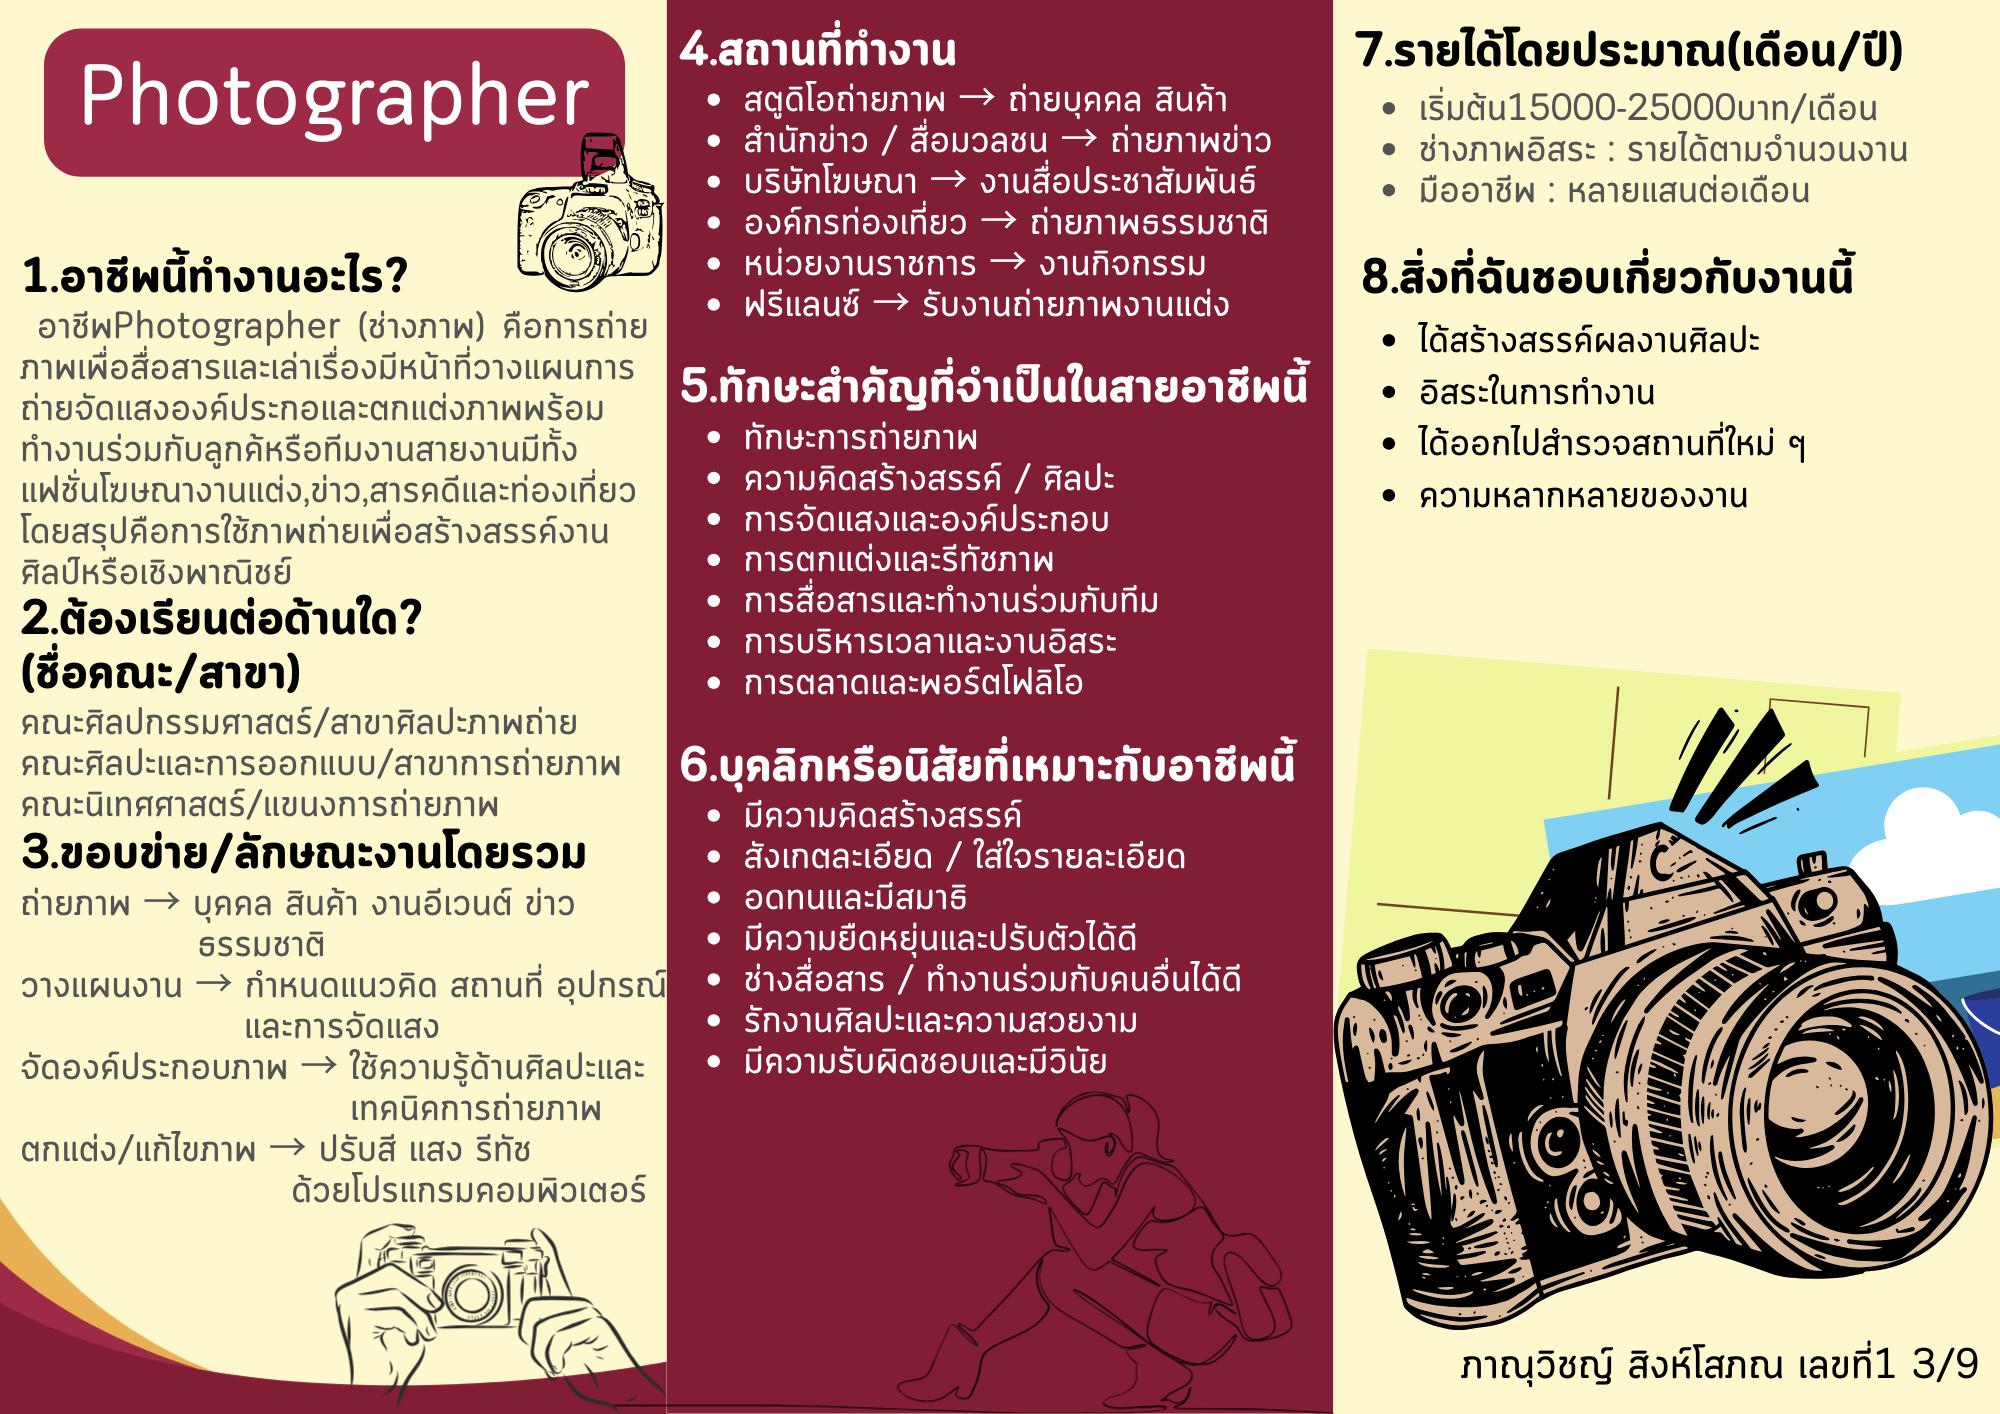 Photographer
1.อาชีพนี้ทำงานอะไร?
อาชีพPhotographer (ช่างภาพ) คือการถ่าย
ภาพเพื่อสื่อสารและเล่าเรื่องมีหน้าที่วางแผนการ
ถ่ายจัดแสงองค์ประกอและตกแต่งภาพพร้อม
ทำงานร่วมกับลูกค้หรือทีมงานสายงานมีทั้ง
แฟชั่นโฆษณางานแต่ง,ข่าว,สารคดีและท่องเที่ยว
โดยสรุปคือการใช้ภาพถ่ายเพื่อสร้างสรรค์งาน
ศิลป์หรือเชิงพาณิชย์
2.ต้องเรียนต่อด้านใด?
(ชื่อคณะ/สาขา)
คณะศิลปกรรมศาสตร์/สาขาศิลปะภาพถ่าย
คณะศิลปะและการออกแบบ/สาขาการถ่ายภาพ
คณะนิเทศศาสตร์/แขนงการถ่ายภาพ
3.ขอบข่าย/ลักษณะงานโดยรวม
ถ่ายภาพ → บุคคล สินค้า งานอีเวนต์ ข่าว
ธรรมชาติ
วางแผนงาน → กำหนดแนวคิด สถานที่ อุปกรณ์
และการจัดแสง
จัดองค์ประกอบภาพ → ใช้ความรู้ด้านศิลปะและ
เทคนิคการถ่ายภาพ
ตกแต่ง/แก้ไขภาพ → ปรับสี แสง รีทัช
ด้วยโปรแกรมคอมพิวเตอร์
4.สถานที่ทำงาน
• สตูดิโอถ่ายภาพ → ถ่ายบุคคล สินค้า
• สำนักข่าว / สื่อมวลชน → ถ่ายภาพข่าว
• บริษัทโฆษณา → งานสื่อประชาสัมพันธ์
• องค์กรท่องเที่ยว → ถ่ายภาพธรรมชาติ
• หน่วยงานราชการ → งานกิจกรรม
• ฟรีแลนซ์ → รับงานถ่ายภาพงานแต่ง
5.ทักษะสำคัญที่จำเป็นในสายอาชีพนี้
• ทักษะการถ่ายภาพ
• ความคิดสร้างสรรค์ / ศิลปะ
• การจัดแสงและองค์ประกอบ
• การตกแต่งและรีทัชภาพ
• การสื่อสารและทำงานร่วมกับทีม
• การบริหารเวลาและงานอิสระ
• การตลาดและพอร์ตโฟลิโอ
6.บุคลิกหรือนิสัยที่เหมาะกับอาชีพนี้
• มีความคิดสร้างสรรค์
• สังเกตละเอียด / ใส่ใจรายละเอียด
• อดทนและมีสมาธิ
• มีความยืดหยุ่นและปรับตัวได้ดี
• ช่างสื่อสาร / ทำงานร่วมกับคนอื่นได้ดี
• รักงานศิลปะและความสวยงาม
• มีความรับผิดชอบและมีวินัย
7.รายได้โดยประมาณ(เดือน/ปี)
• เริ่มต้น15000-25000บาท/เดือน
• ช่างภาพอิสระ : รายได้ตามจำนวนงาน
• มืออาชีพ : หลายแสนต่อเดือน
8.สิ่งที่ฉันชอบเกี่ยวกับงานนี้
• ได้สร้างสรรค์ผลงานศิลปะ
• อิสระในการทำงาน
• ได้ออกไปสำรวจสถานที่ใหม่ ๆ
• ความหลากหลายของงาน
ภาณุวิชญ์ สิงห์โสภณ เลขที่1 3/9